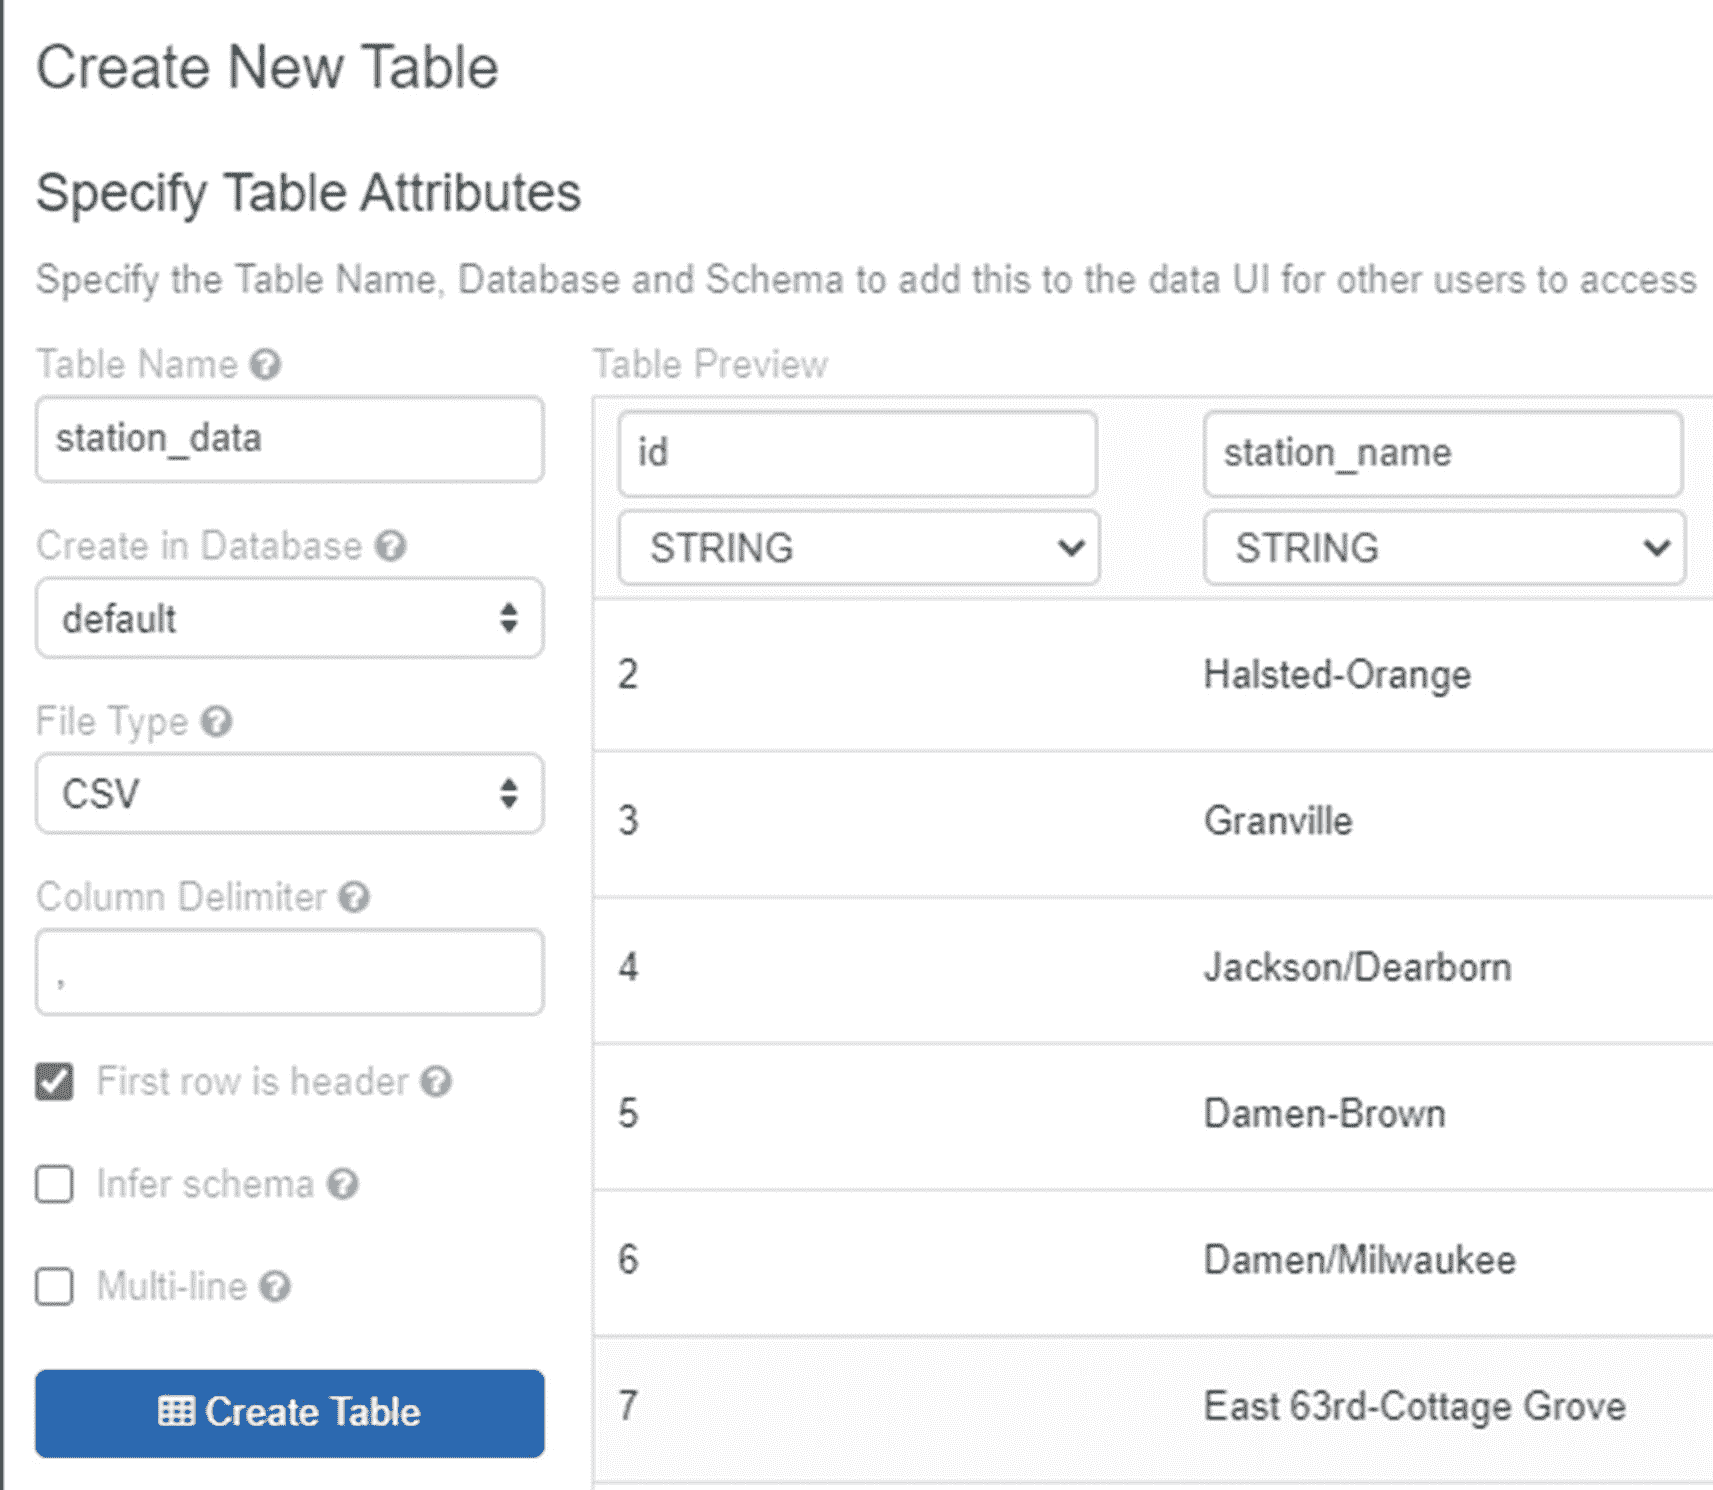 Create New Table
Specify Table Attributes
Specify the Table Name, Database and Schema to add this to the data UI for other users to access
Table Name
station_data
Create in Database
default
File Type
CSV
Column Delimiter
,
First row is header
Infer schema
Multi-line
Create Table
Table Preview
id station_name
STRING STRING
2 Halsted-Orange
3 Granville
4 Jackson/Dearborn
5 Damen-Brown
6 Damen/Milwaukee
7 East 63rd-Cottage Grove